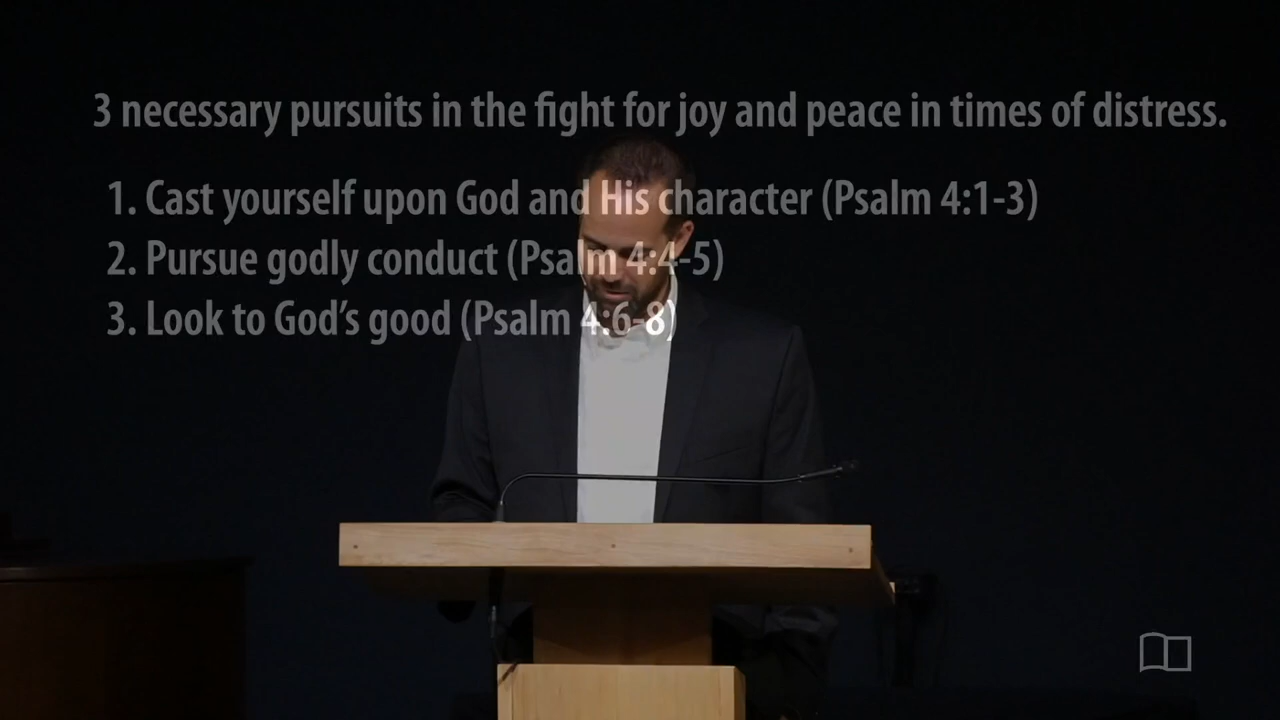 3 necessary pursuits in the fight for joy and peace in times of distress.
1. Cast yourself upon God and His character (Psalm 4:1-3)
2. Pursue godly conduct (Psalm 4:4-5)
3. Look to God’s good (Psalm 4:6-8)